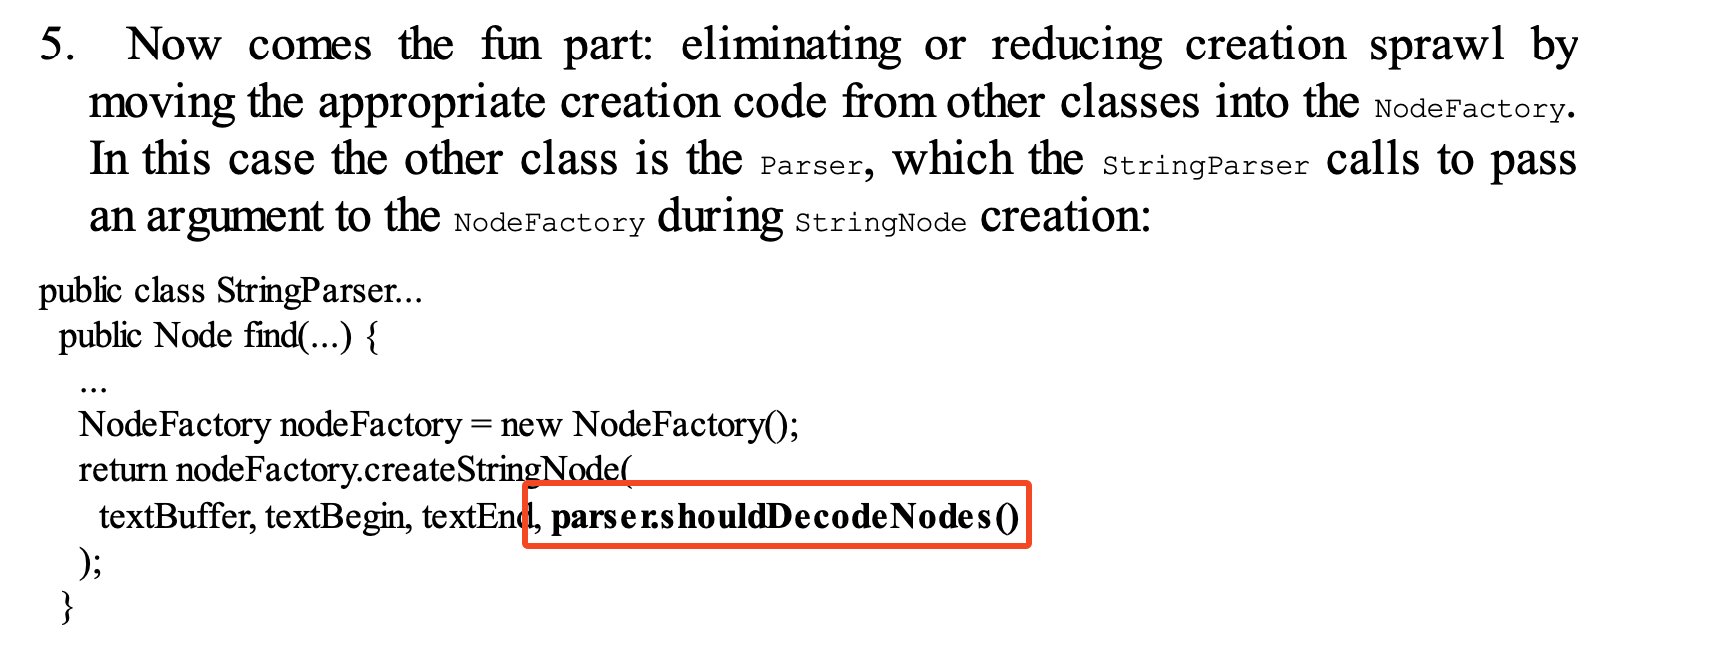 5. Now comes the fun part: eliminating or reducing creation sprawl by
moving the appropriate creation code from other classes into the NodeFactory.
In this case the other class is the Parser, which the StringParser calls to pass
an argument to the NodeFactory during StringNode creation:
public class StringParser...
public Node find(...) {
...
NodeFactory nodeFactory = new NodeFactory();
return nodeFactory.createStringNode(
textBuffer, textBegin, textEnd, parser.shouldDecodeNodes()
);
}